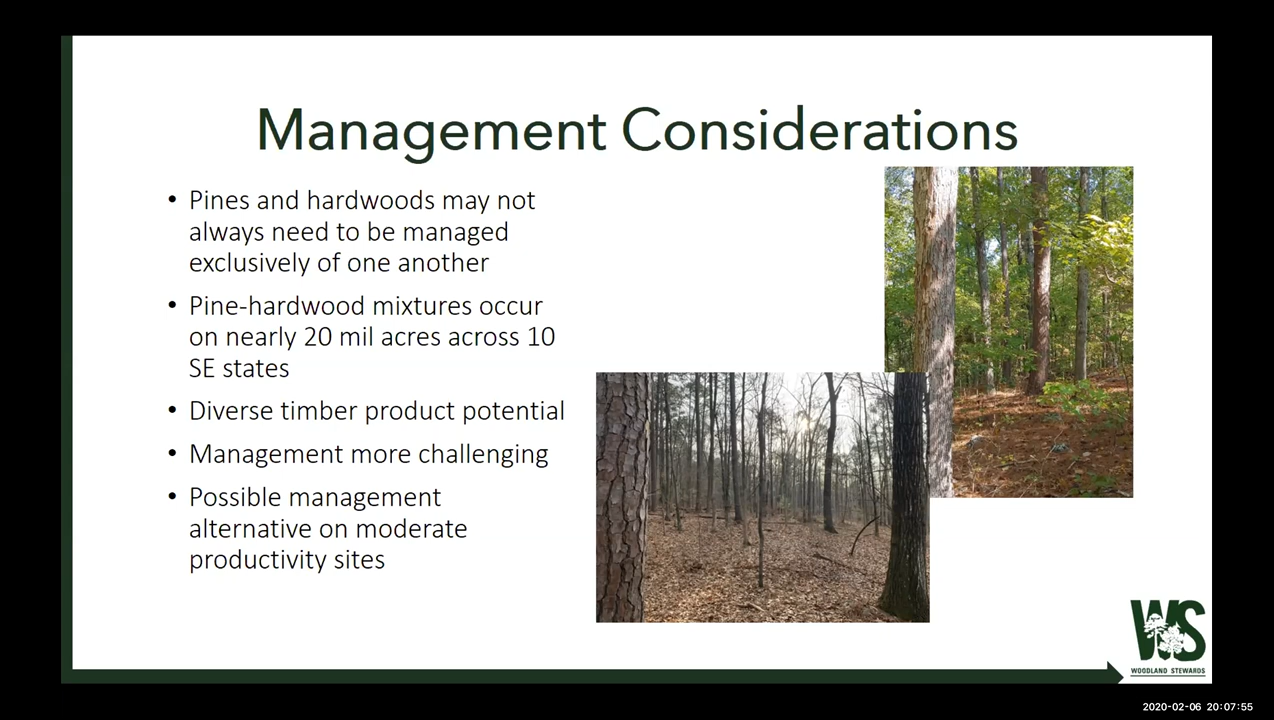 Management Considerations
• Pines and hardwoods may not
always need to be managed
exclusively of one another
• Pine-hardwood mixtures occur
on nearly 20 mil acres across 10
SE states
• Diverse timber product potential
• Management more challenging
• Possible management
alternative on moderate
productivity sites
WS
WOODLAND STEWARDS
2020-02-06 20:07:55